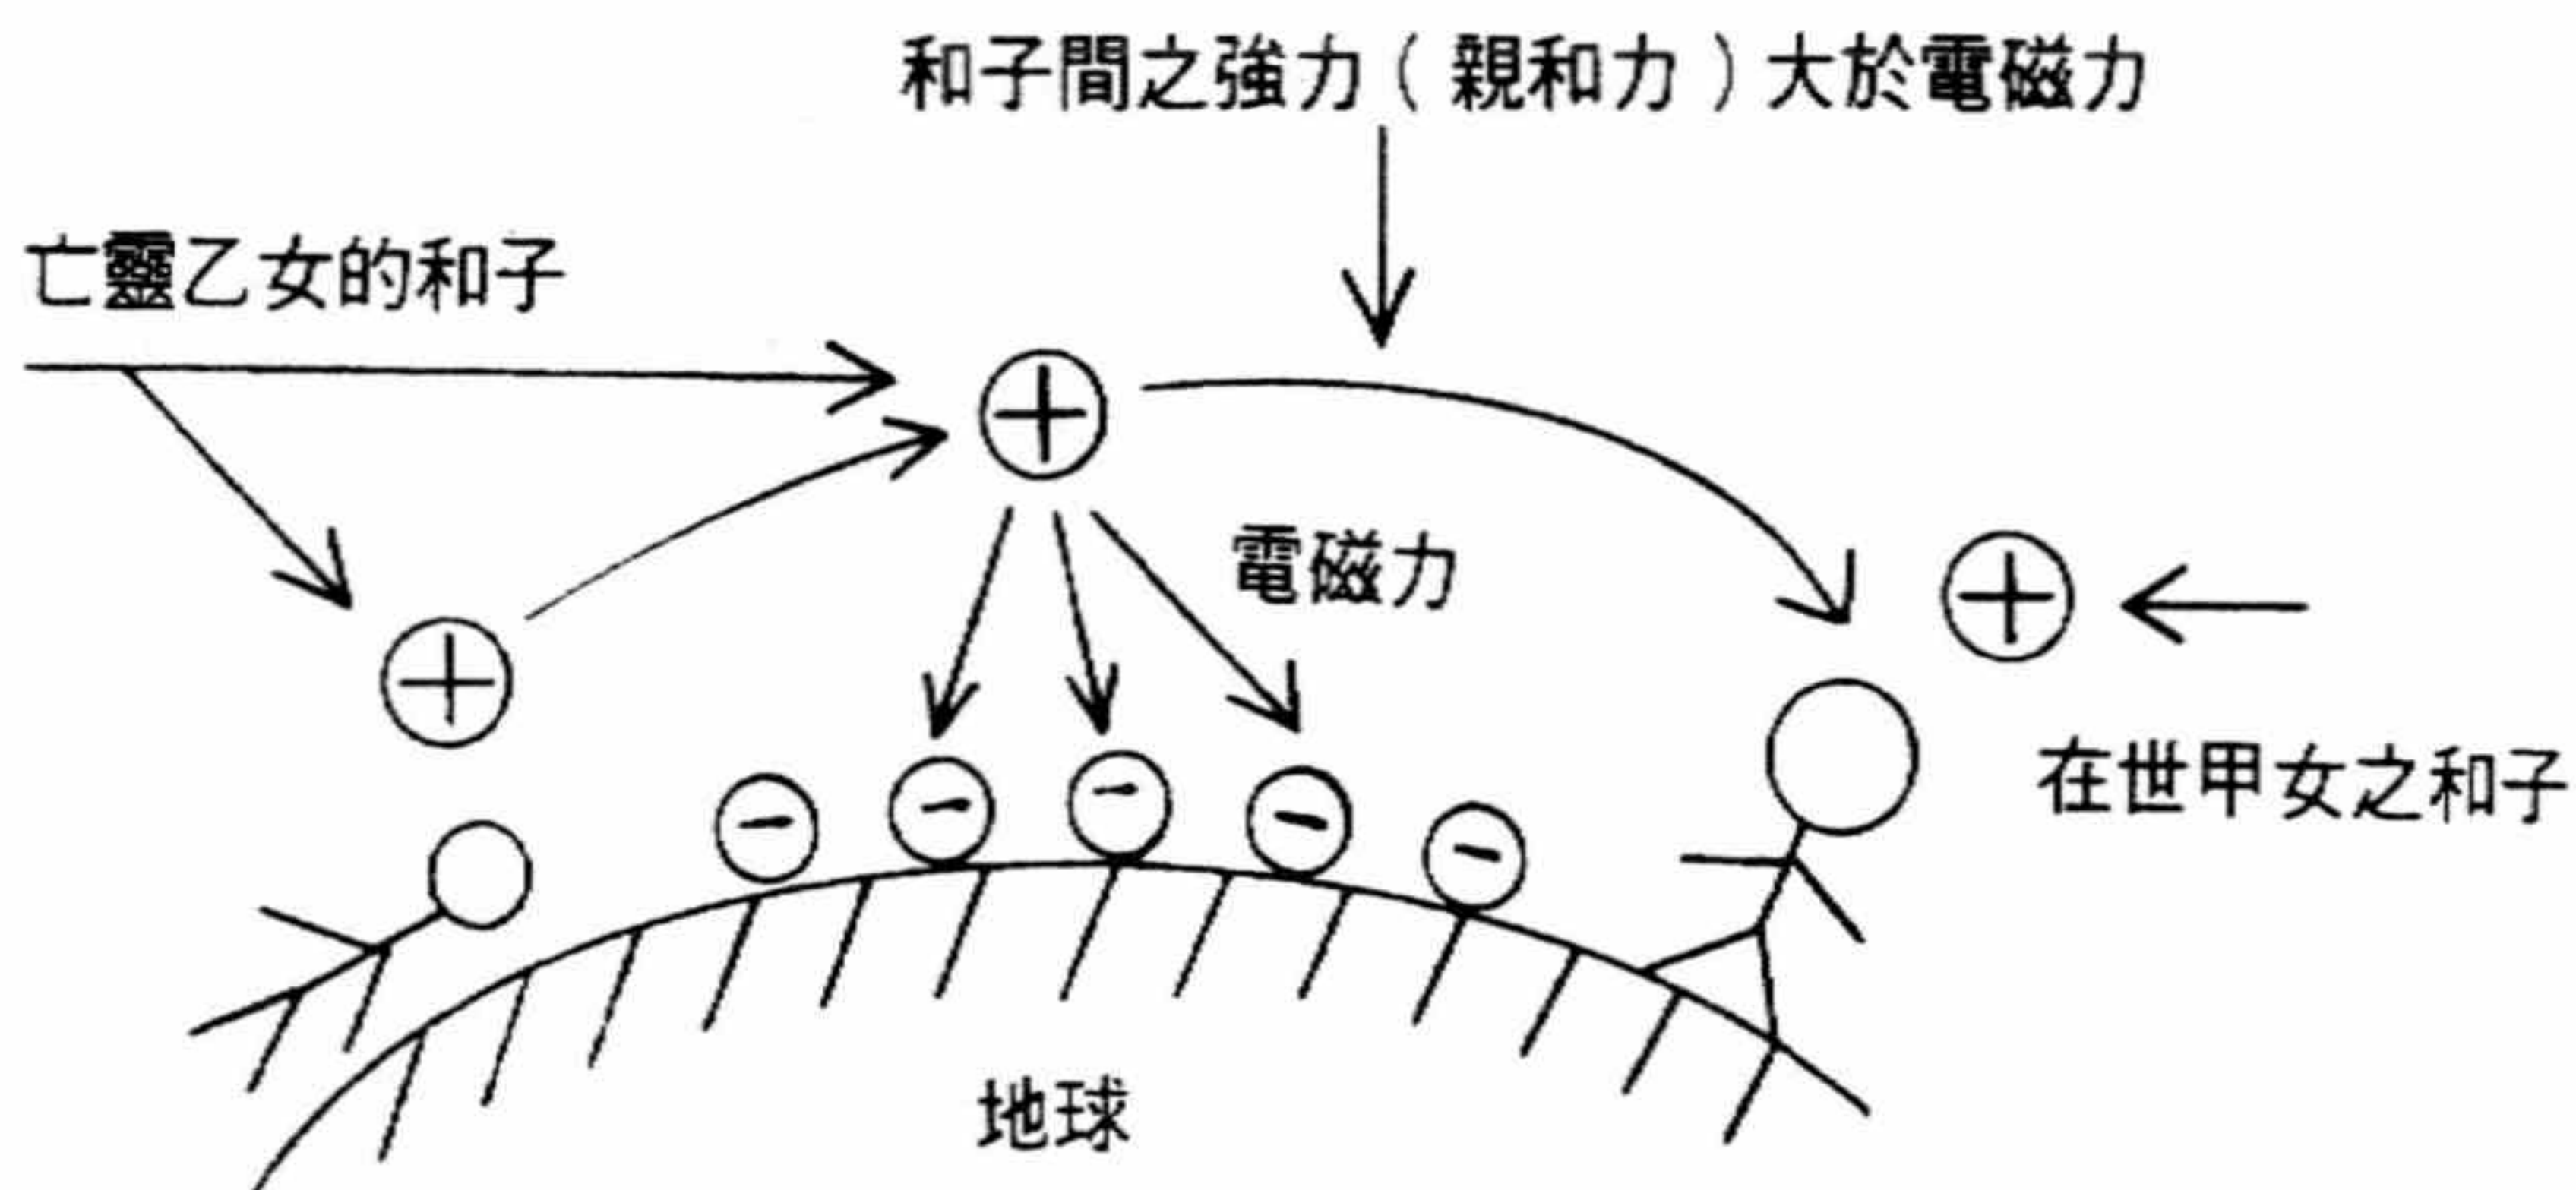 和子間之強力(親和力)大於電磁力
亡靈乙女的和子
電磁力
在世甲女之和子
地球